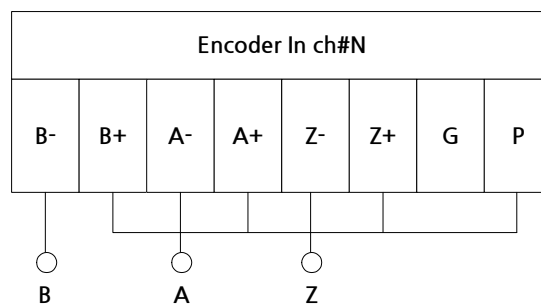 Encoder In ch#N
B- B+ A- A+ Z- Z+ G P
B A Z